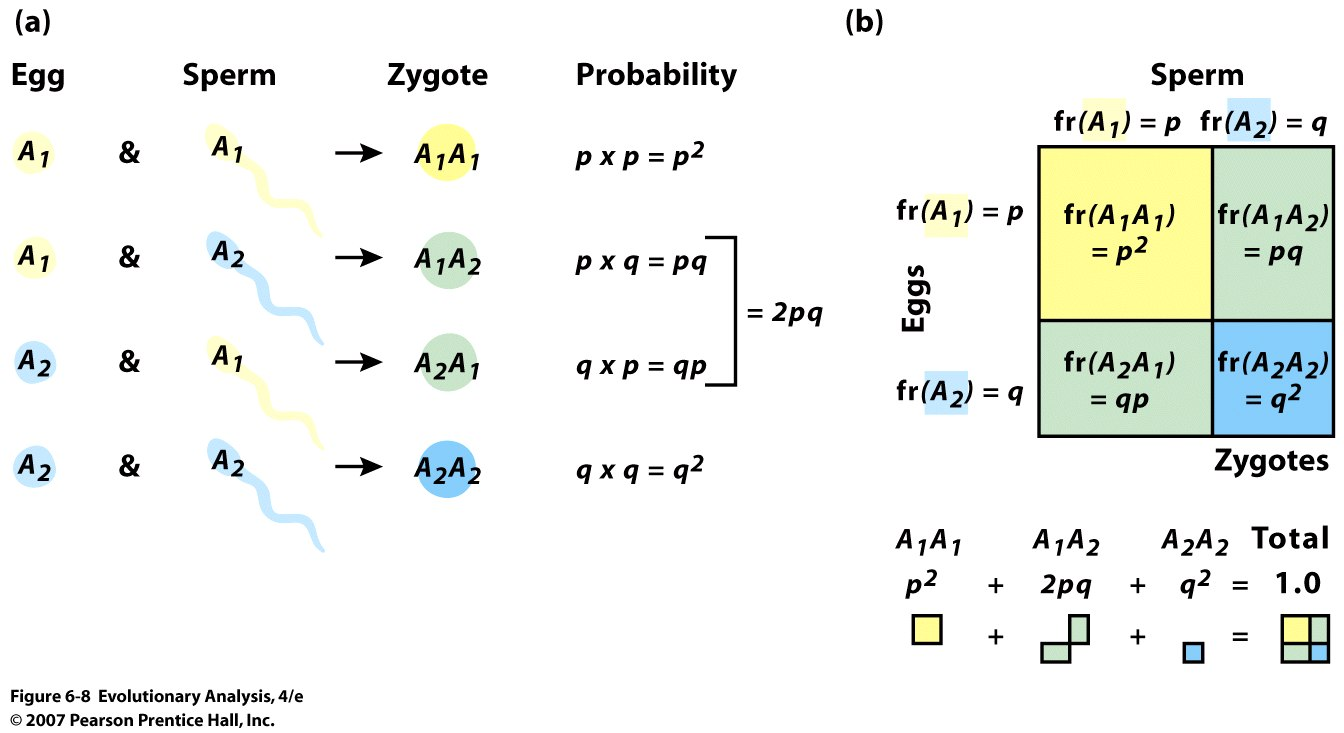 (a)
Egg Sperm Zygote Probability
A1 & A1 → A1A1 p x p = p²
A1 & A2 → A1A2 p x q = pq
= 2pq
A2 & A1 → A2A1 q x p = qp
A2 & A2 → A2A2 q x q = q²
(b)
Sperm
fr(A1) = p fr(A2) = q
Eggs
fr(A1) = p
fr(A2) = q
fr(A1A1)
= p²
fr(A1A2)
= pq
fr(A2A1)
= qp
fr(A2A2)
= q²
Zygotes
A1A1 A1A2 A2A2 Total
p² + 2pq + q² = 1.0
+ + =
Figure 6-8 Evolutionary Analysis, 4/e
© 2007 Pearson Prentice Hall, Inc.